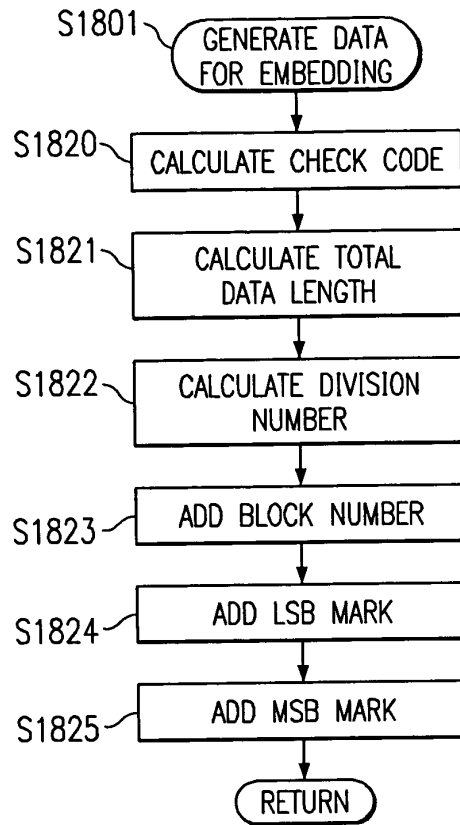 S1801
GENERATE DATA
FOR EMBEDDING
S1820
CALCULATE CHECK CODE
S1821
CALCULATE TOTAL
DATA LENGTH
S1822
CALCULATE DIVISION
NUMBER
S1823
ADD BLOCK NUMBER
S1824
ADD LSB MARK
S1825
ADD MSB MARK
RETURN